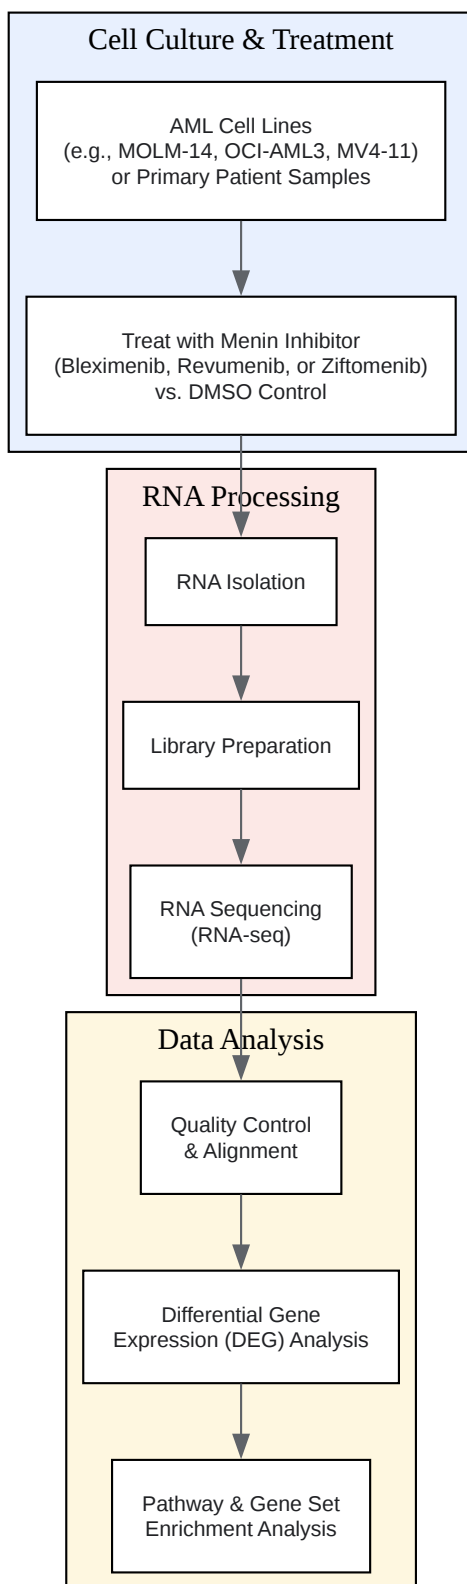 Cell Culture & Treatment
AML Cell Lines
(e.g., MOLM-14, OCI-AML3, MV4-11)
or Primary Patient Samples
Treat with Menin Inhibitor
(Bleximenib, Revumenib, or Ziftomenib)
vs. DMSO Control
RNA Processing
RNA Isolation
Library Preparation
RNA Sequencing
(RNA-seq)
Data Analysis
Quality Control
& Alignment
Differential Gene
Expression (DEG) Analysis
Pathway & Gene Set
Enrichment Analysis